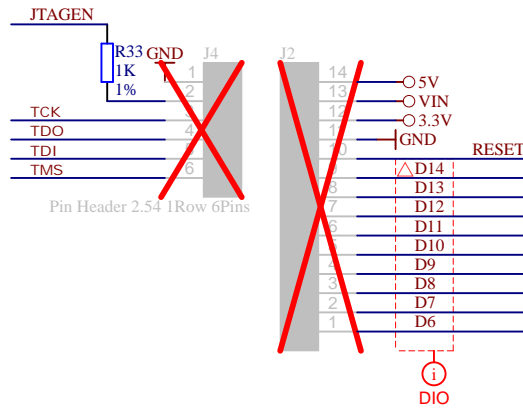 JTAGEN
R33
1K
1%
GND
J4
1
2
3
4
5
6
TCK
TDO
TDI
TMS
Pin Header 2.54 1Row 6Pins
J2
14 5V
13 VIN
12 3.3V
11 GND
10 RESET
9 D14
8 D13
7 D12
6 D11
5 D10
4 D9
3 D8
2 D7
1 D6
i
DIO